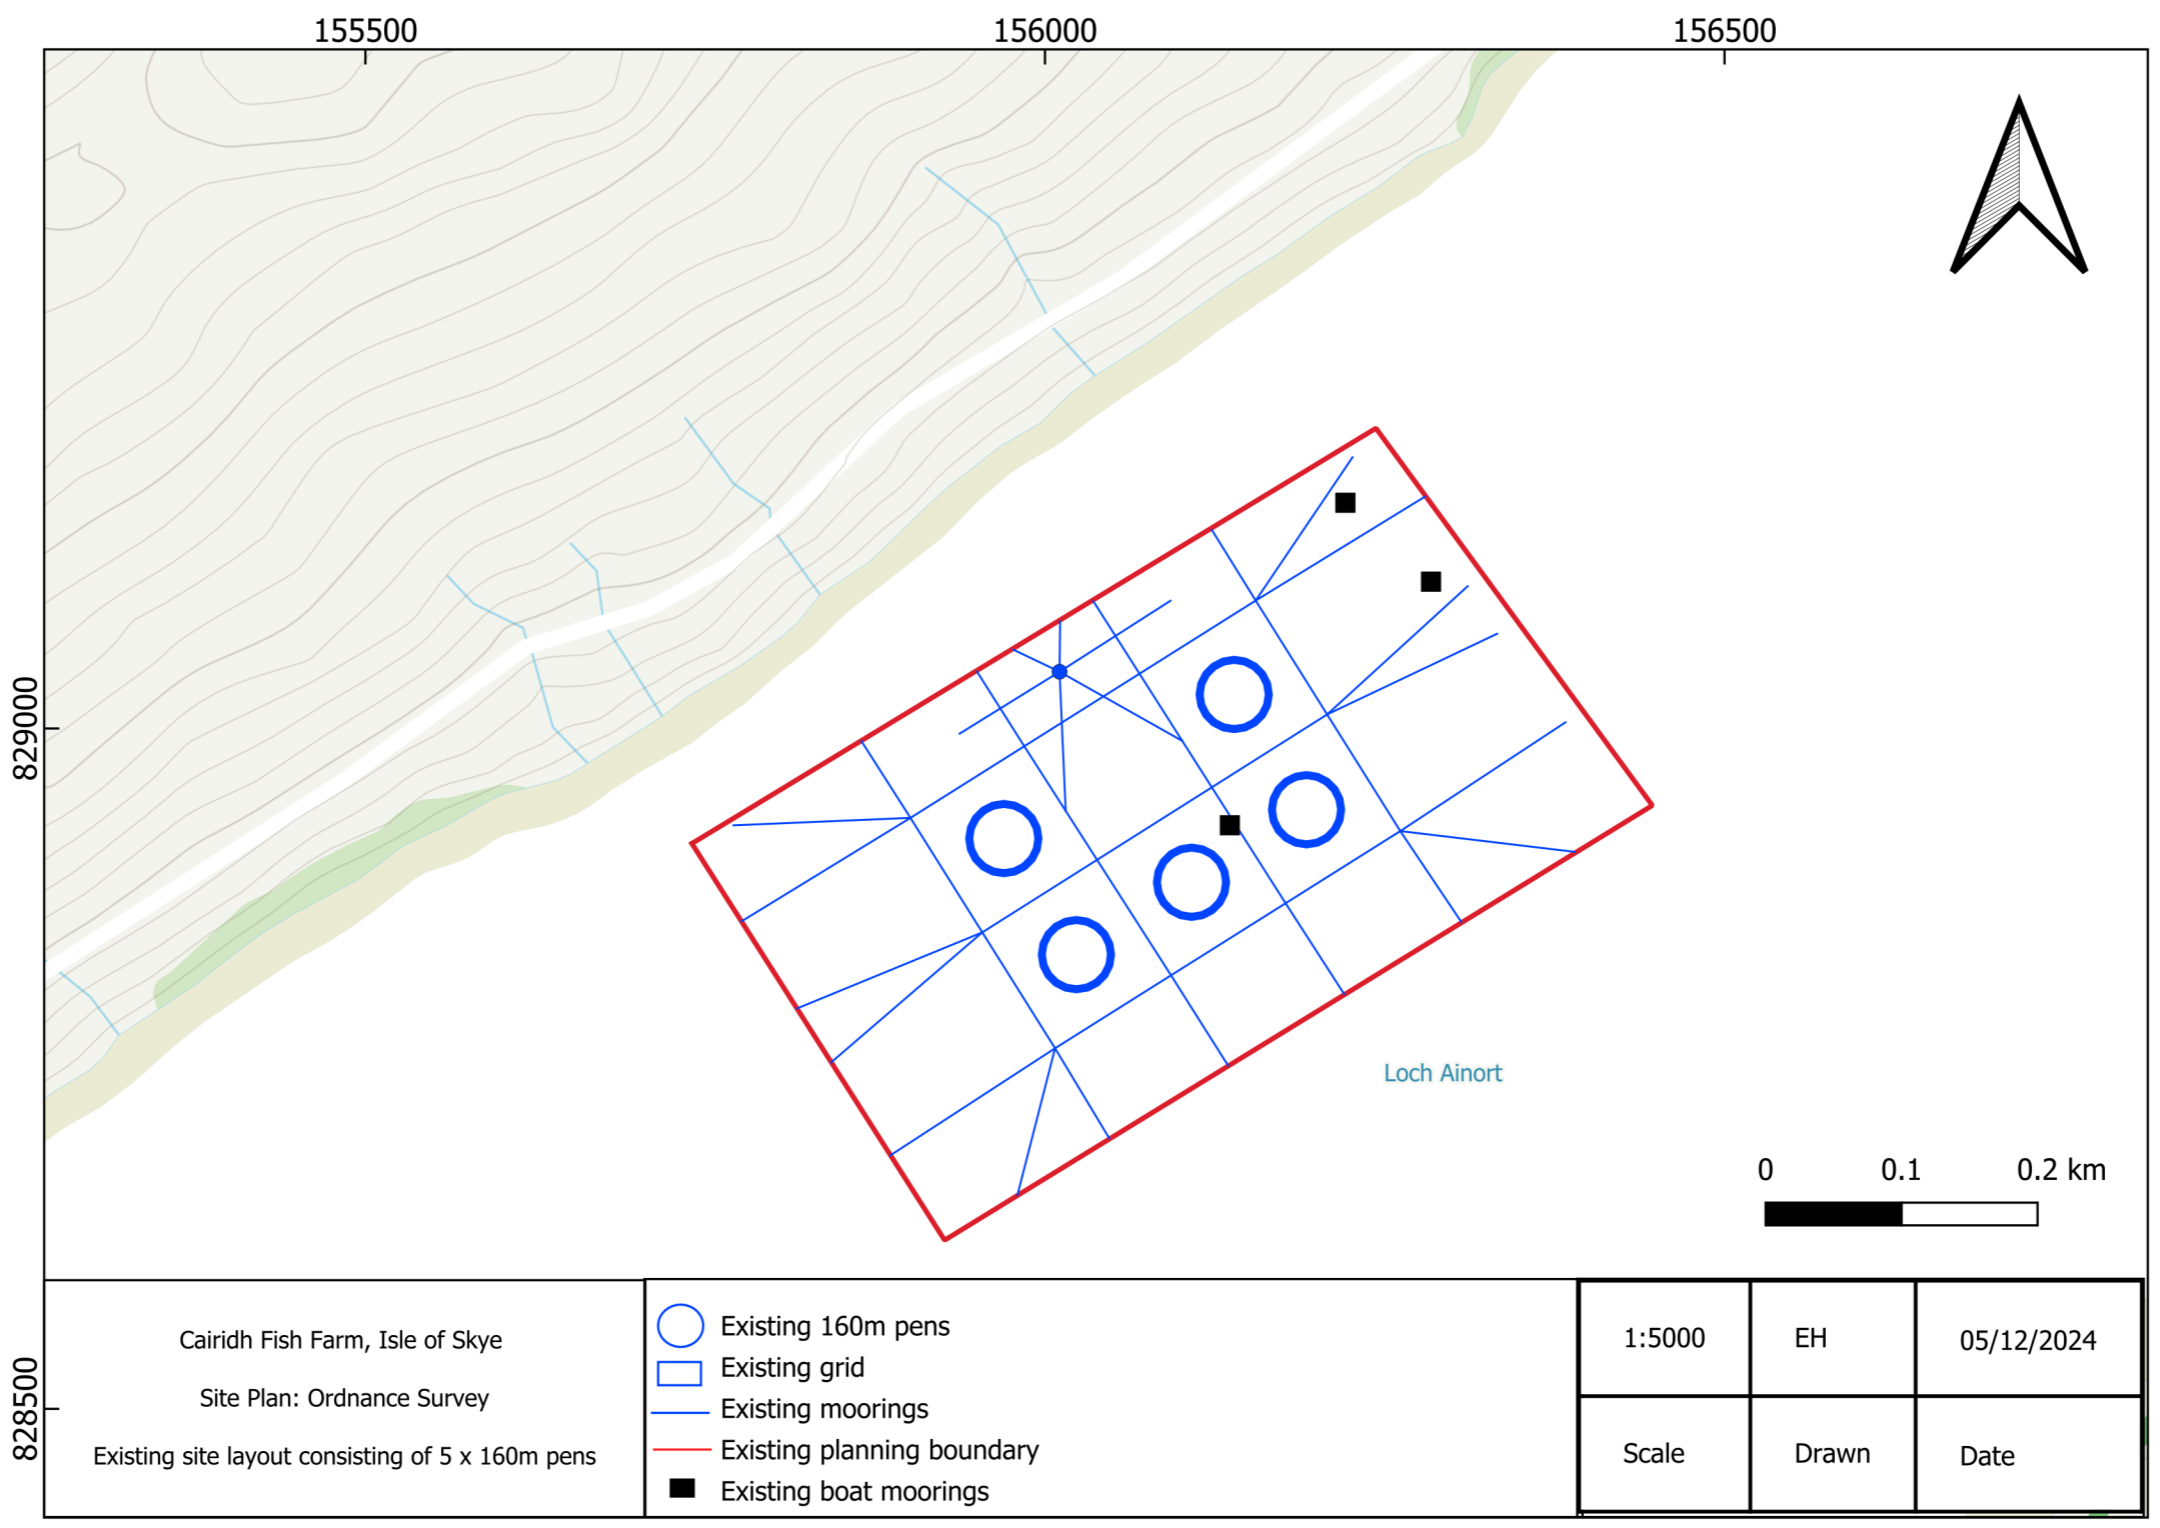 155500 156000 156500
829000
828500
Loch Ainort
0 0.1 0.2 km
Cairidh Fish Farm, Isle of Skye
Site Plan: Ordnance Survey
Existing site layout consisting of 5 x 160m pens
Existing 160m pens
Existing grid
Existing moorings
Existing planning boundary
Existing boat moorings
1:5000 EH 05/12/2024
Scale Drawn Date